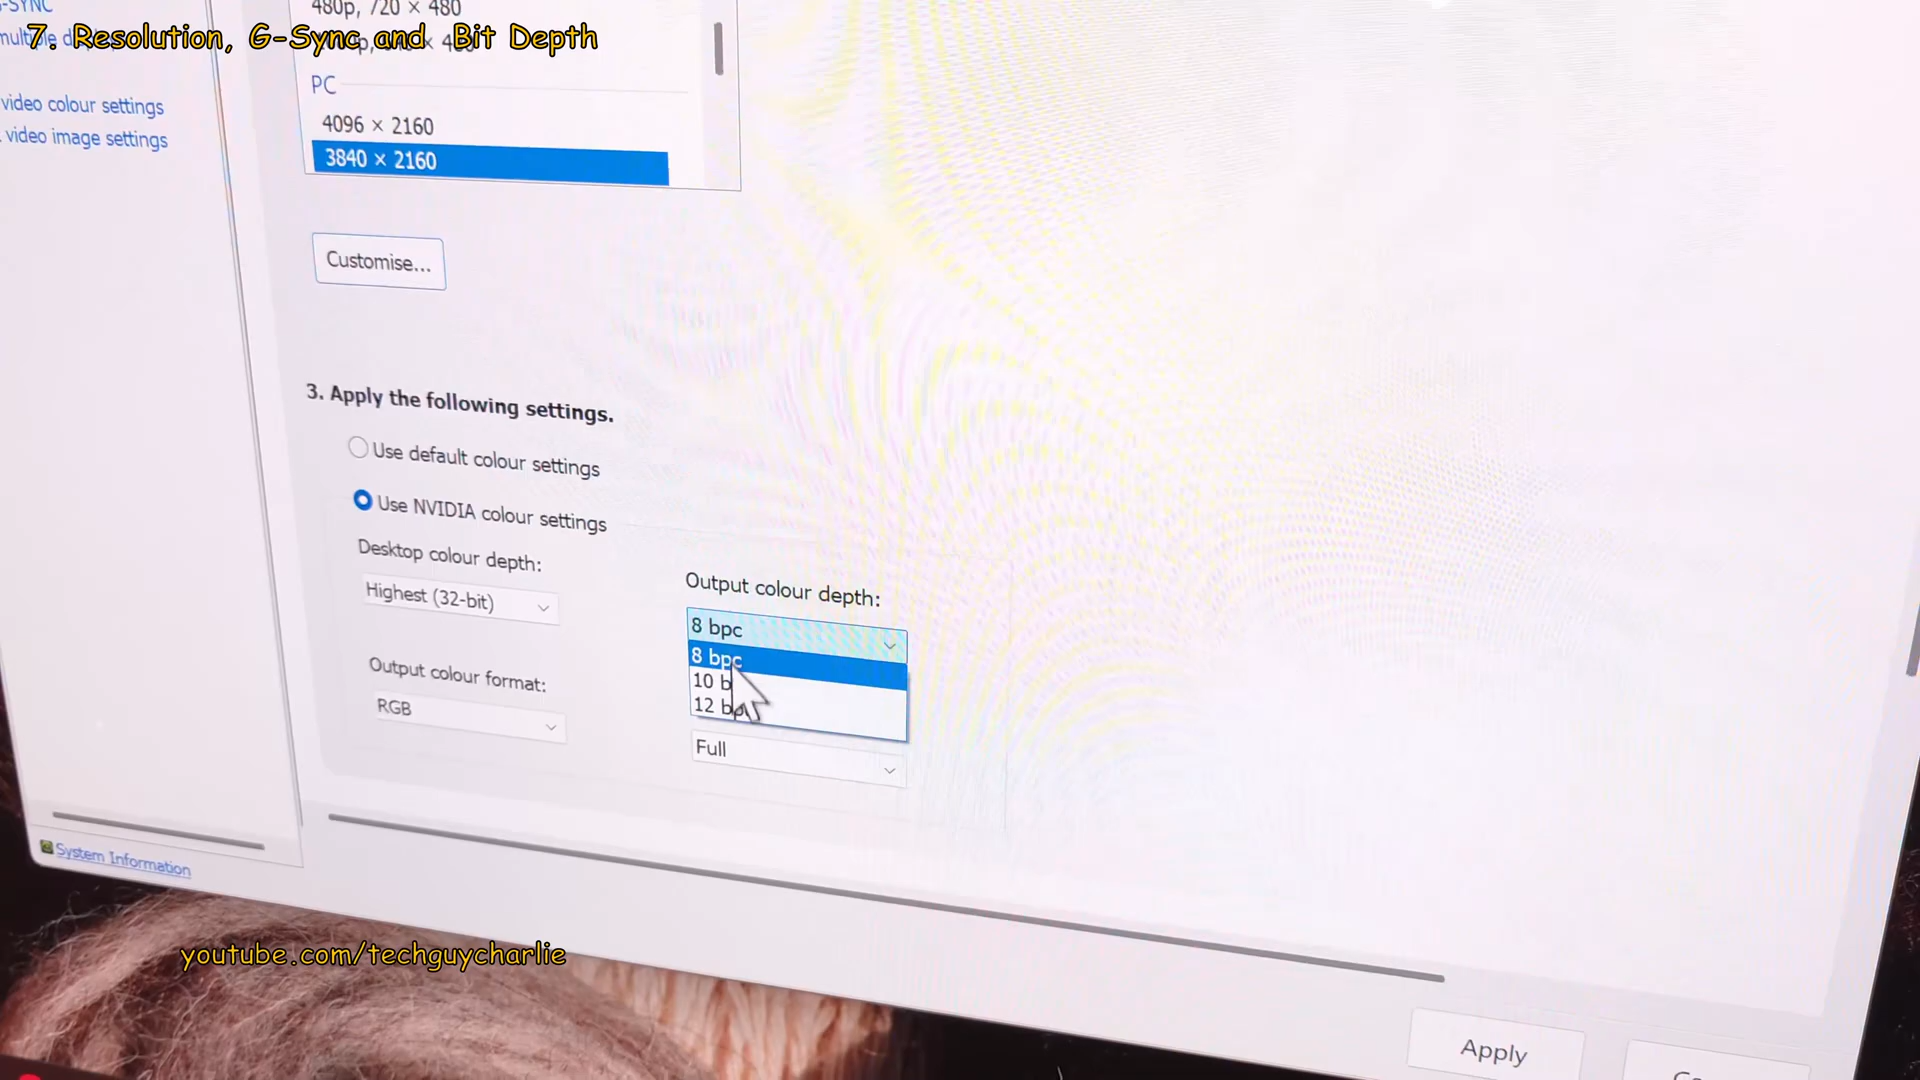 7. Resolution, G-Sync and Bit Depth
480p, 720 × 480
PC
4096 × 2160
3840 × 2160
video colour settings
video image settings
Customise...
3. Apply the following settings.
Use default colour settings
Use NVIDIA colour settings
Desktop colour depth:
Highest (32-bit)
Output colour depth:
8 bpc
8 bpc
10 b
12 bp
Output colour format:
RGB
Full
System Information
youtube.com/techguycharlie
Apply